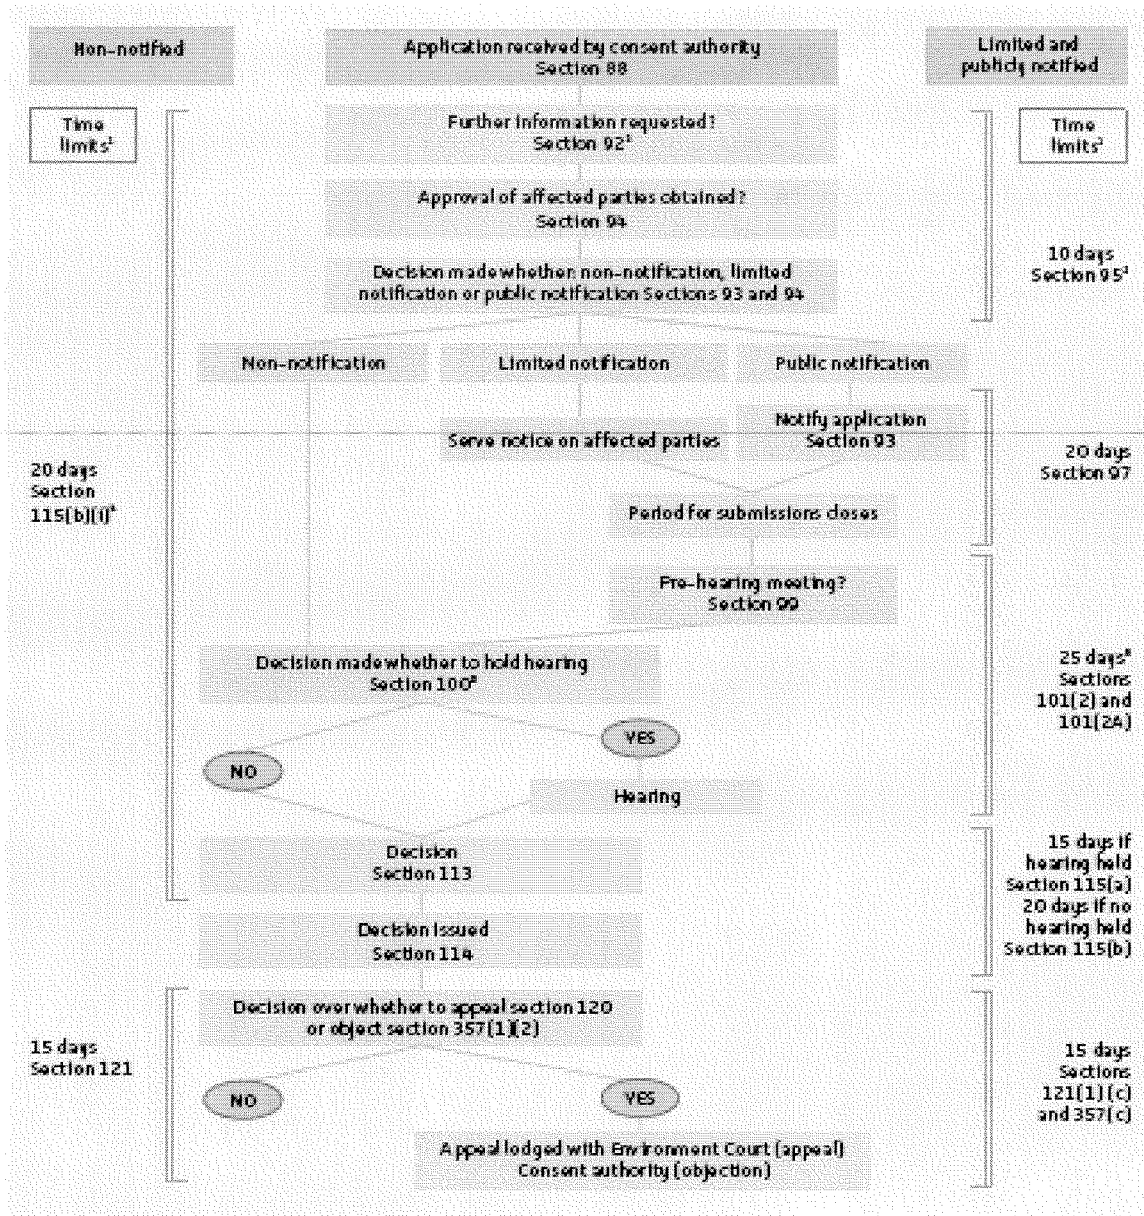 Non-notified
Application received by consent authority
Section 88
Limited and
publicly notified
Time
limits¹
Further information requested?
Section 92²
Time
limits¹
Approval of affected parties obtained?
Section 94
10 days
Section 95³
Decision made whether non-notification, limited
notification or public notification Sections 93 and 94
Non-notification
Limited notification
Public notification
Serve notice on affected parties
Notify application
Section 93
20 days
Section 97
20 days
Section
115(b)(i)⁴
Period for submissions closes
Pre-hearing meeting?
Section 99
Decision made whether to hold hearing
Section 100
25 days
Sections
101(2) and
101(2A)
YES
NO
Hearing
Decision
Section 113
15 days if
hearing held
Section 115(a)
20 days if no
hearing held
Section 115(b)
Decision issued
Section 114
Decision over whether to appeal section 120
or object section 357(1)(2)
15 days
Section 121
15 days
Sections
121(1)(c)
and 357(c)
NO
YES
Appeal lodged with Environment Court (appeal)
Consent authority (objection)